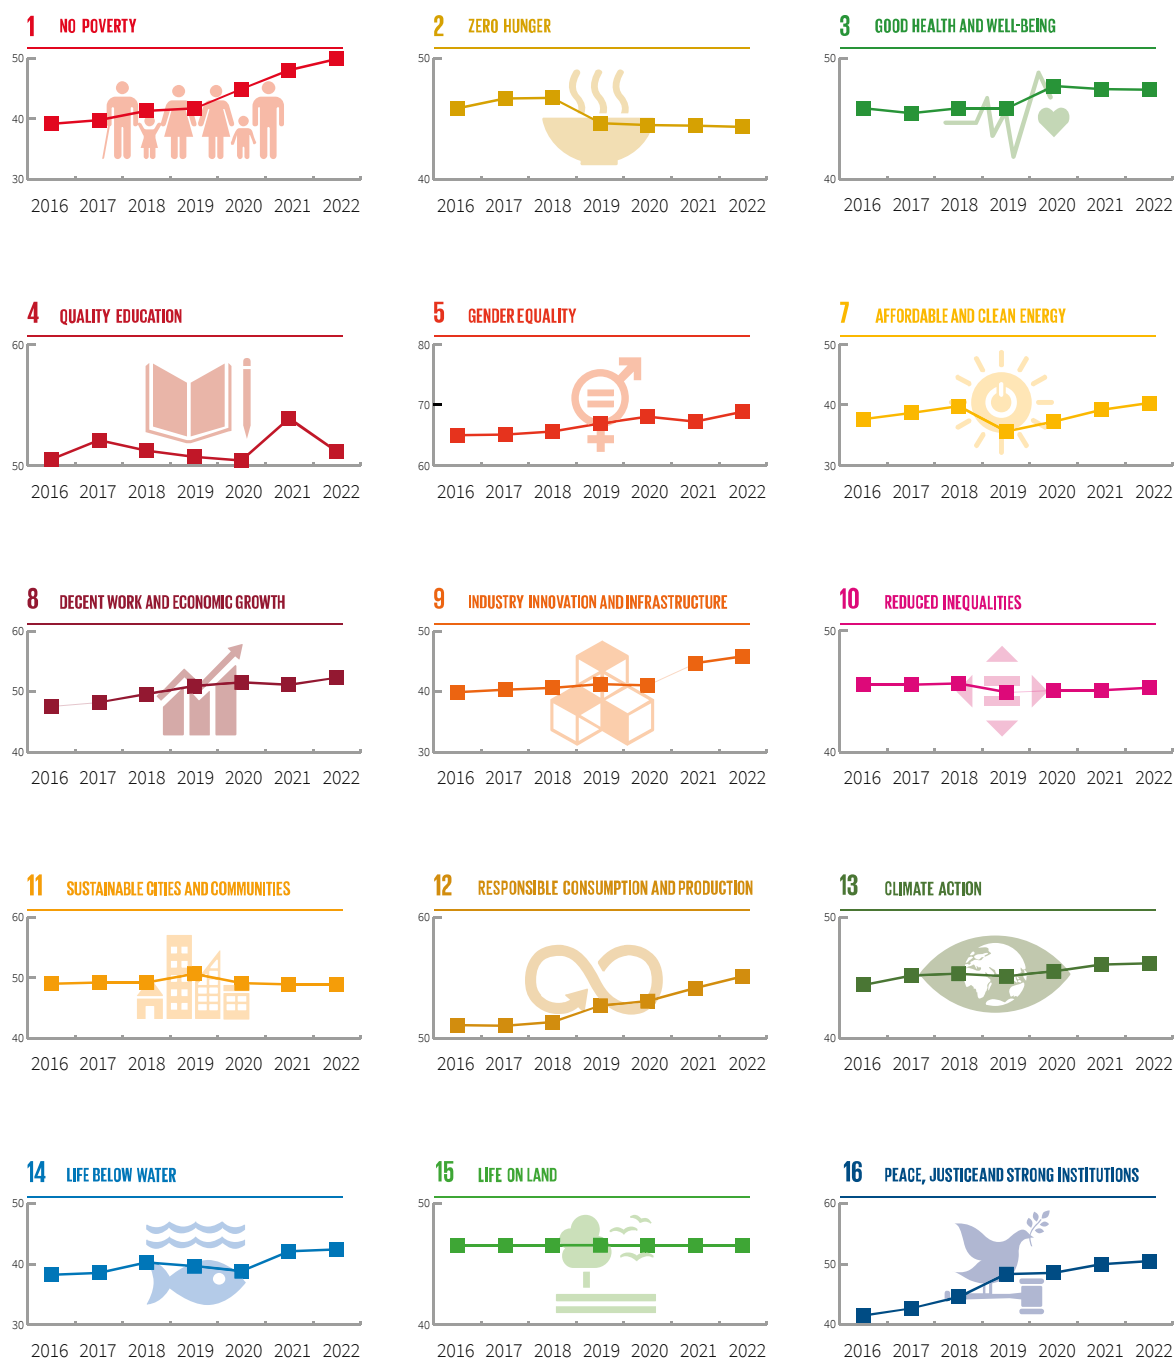 1 NO POVERTY
2 ZERO HUNGER
3 GOOD HEALTH AND WELL-BEING
50
40
30
2016 2017 2018 2019 2020 2021 2022
50
40
2016 2017 2018 2019 2020 2021 2022
50
40
2016 2017 2018 2019 2020 2021 2022
4 QUALITY EDUCATION
5 GENDER EQUALITY
7 AFFORDABLE AND CLEAN ENERGY
60
50
2016 2017 2018 2019 2020 2021 2022
80
70
60
2016 2017 2018 2019 2020 2021 2022
50
40
30
2016 2017 2018 2019 2020 2021 2022
8 DECENT WORK AND ECONOMIC GROWTH
9 INDUSTRY INNOVATION AND INFRASTRUCTURE
10 REDUCED INEQUALITIES
60
50
40
2016 2017 2018 2019 2020 2021 2022
50
40
30
2016 2017 2018 2019 2020 2021 2022
50
40
2016 2017 2018 2019 2020 2021 2022
11 SUSTAINABLE CITIES AND COMMUNITIES
12 RESPONSIBLE CONSUMPTION AND PRODUCTION
13 CLIMATE ACTION
60
50
40
2016 2017 2018 2019 2020 2021 2022
60
50
2016 2017 2018 2019 2020 2021 2022
50
40
2016 2017 2018 2019 2020 2021 2022
14 LIFE BELOW WATER
15 LIFE ON LAND
16 PEACE, JUSTICEAND STRONG INSTITUTIONS
50
40
30
2016 2017 2018 2019 2020 2021 2022
50
40
2016 2017 2018 2019 2020 2021 2022
60
50
40
2016 2017 2018 2019 2020 2021 2022